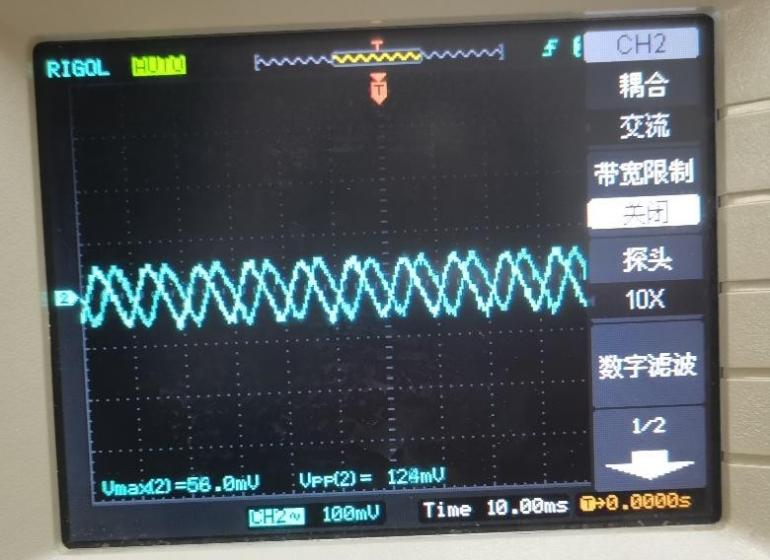 RIGOL AUTO T CH2
T
耦合
交流
带宽限制
关闭
2
探头
10X
数字滤波
1/2
Vmax(2)=56.0mV Vpp(2)= 124mV
CH2~ 100mV Time 10.00ms T→0.0000s